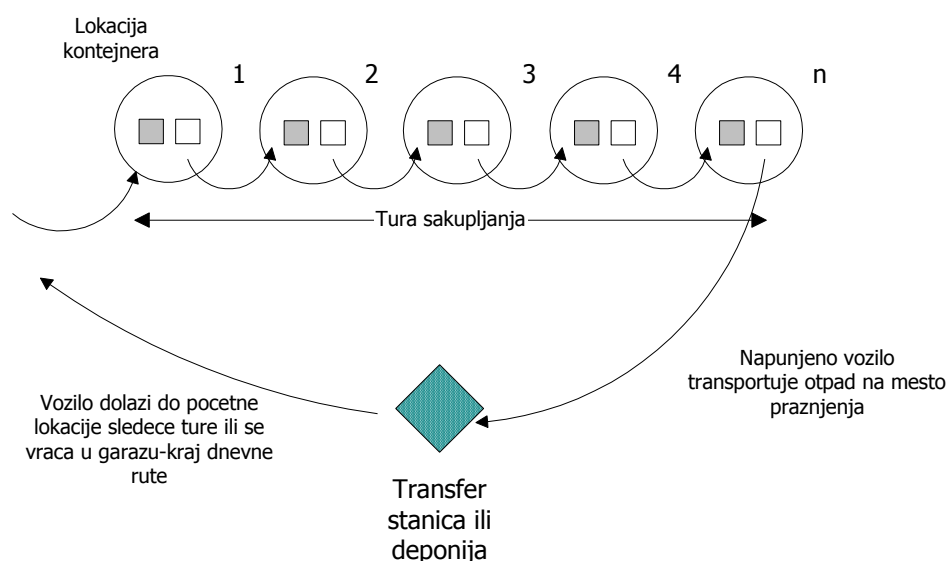 Lokacija
kontejnera
1
2
3
4
n
Tura sakupljanja
Napunjeno vozilo
transportuje otpad na mesto
praznjenja
Vozilo dolazi do pocetne
lokacije sledece ture ili se
vraca u garazu-kraj dnevne
rute
Transfer
stanica ili
deponija